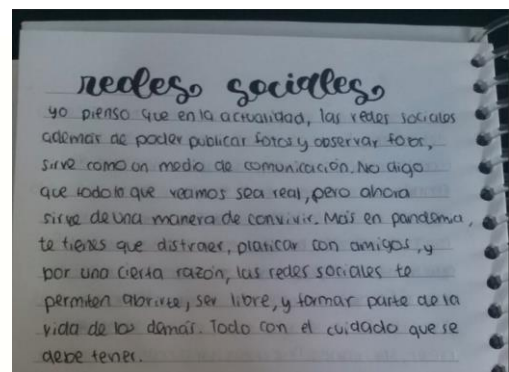 redes sociales
yo pienso que en la actualidad, las redes sociales
ademas de poder publicar fotos y observar fotos,
sirve como un medio de comunicación. No digo
que todo lo que veamos sea real, pero ahora
sirve de una manera de convivir. Mas en pandemia,
te tienes que distraer, platicar con amigos, y
por una cierta razón, las redes sociales te
permiten abrirte, ser libre, y formar parte de la
vida de los demás. Todo con el cuidado que se
debe tener.